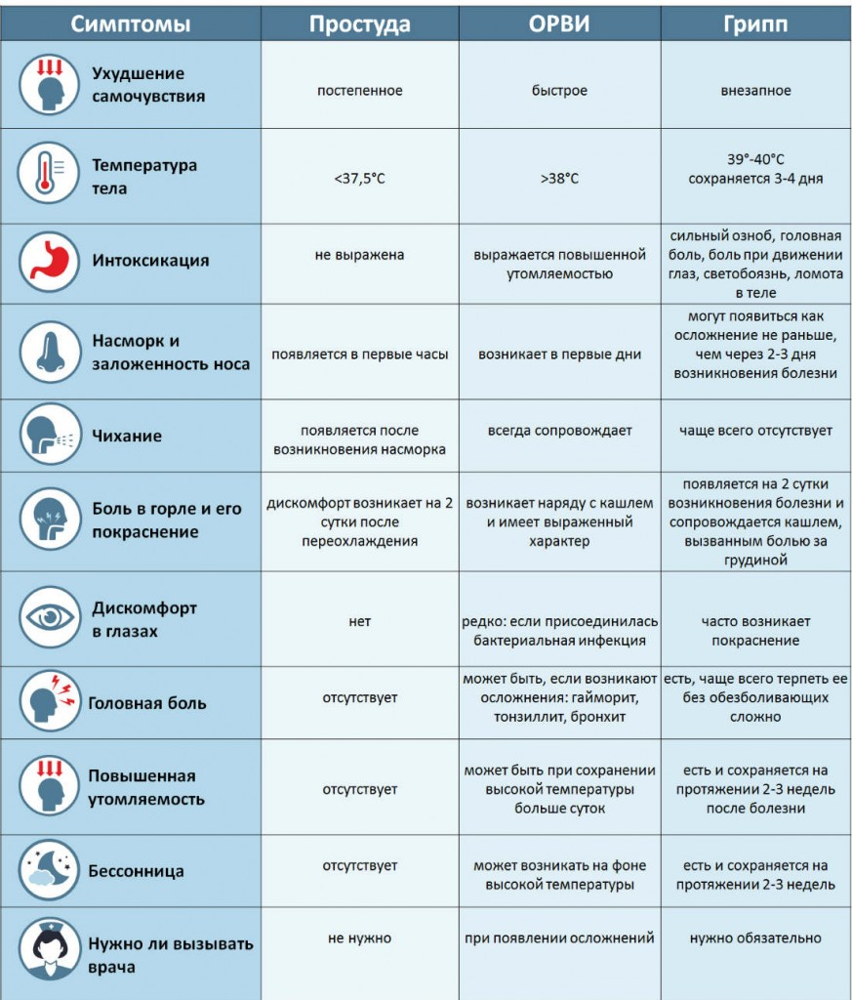 Симптомы
Простуда
ОРВИ
Грипп
Ухудшение
самочувствия
постепенное
быстрое
внезапное
Температура
тела
<37,5°C
>38°C
39°-40°C
сохраняется 3-4 дня
Интоксикация
не выражена
выражается повышенной
утомляемостью
сильный озноб, головная
боль, боль при движении
глаз, светобоязнь, ломота
в теле
Насморк и
заложенность носа
появляется в первые часы
возникает в первые дни
могут появиться как
осложнение не раньше,
чем через 2-3 дня
возникновения болезни
Чихание
появляется после
возникновения насморка
всегда сопровождает
чаще всего отсутствует
Боль в горле и его
покраснение
дискомфорт возникает на 2
сутки после
переохлаждения
возникает наряду с кашлем
и имеет выраженный
характер
появляется на 2 сутки
возникновения болезни и
сопровождается кашлем,
вызванным болью за
грудиной
Дискомфорт
в глазах
нет
редко: если присоединилась
бактериальная инфекция
часто возникает
покраснение
Головная боль
отсутствует
может быть, если возникают
осложнения: гайморит,
тонзиллит, бронхит
есть, чаще всего терпеть ее
без обезболивающих
сложно
Повышенная
утомляемость
отсутствует
может быть при сохранении
высокой температуры
больше суток
есть и сохраняется на
протяжении 2-3 недель
после болезни
Бессонница
отсутствует
может возникать на фоне
высокой температуры
есть и сохраняется на
протяжении 2-3 недель
Нужно ли вызывать
врача
не нужно
при появлении осложнений
нужно обязательно